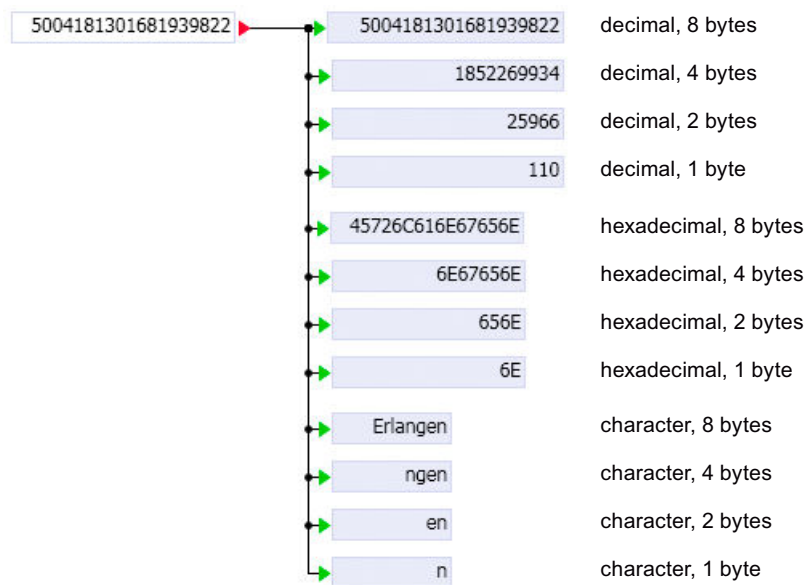 5004181301681939822 5004181301681939822 decimal, 8 bytes
1852269934 decimal, 4 bytes
25966 decimal, 2 bytes
110 decimal, 1 byte
45726C616E67656E hexadecimal, 8 bytes
6E67656E hexadecimal, 4 bytes
656E hexadecimal, 2 bytes
6E hexadecimal, 1 byte
Erlangen character, 8 bytes
ngen character, 4 bytes
en character, 2 bytes
n character, 1 byte